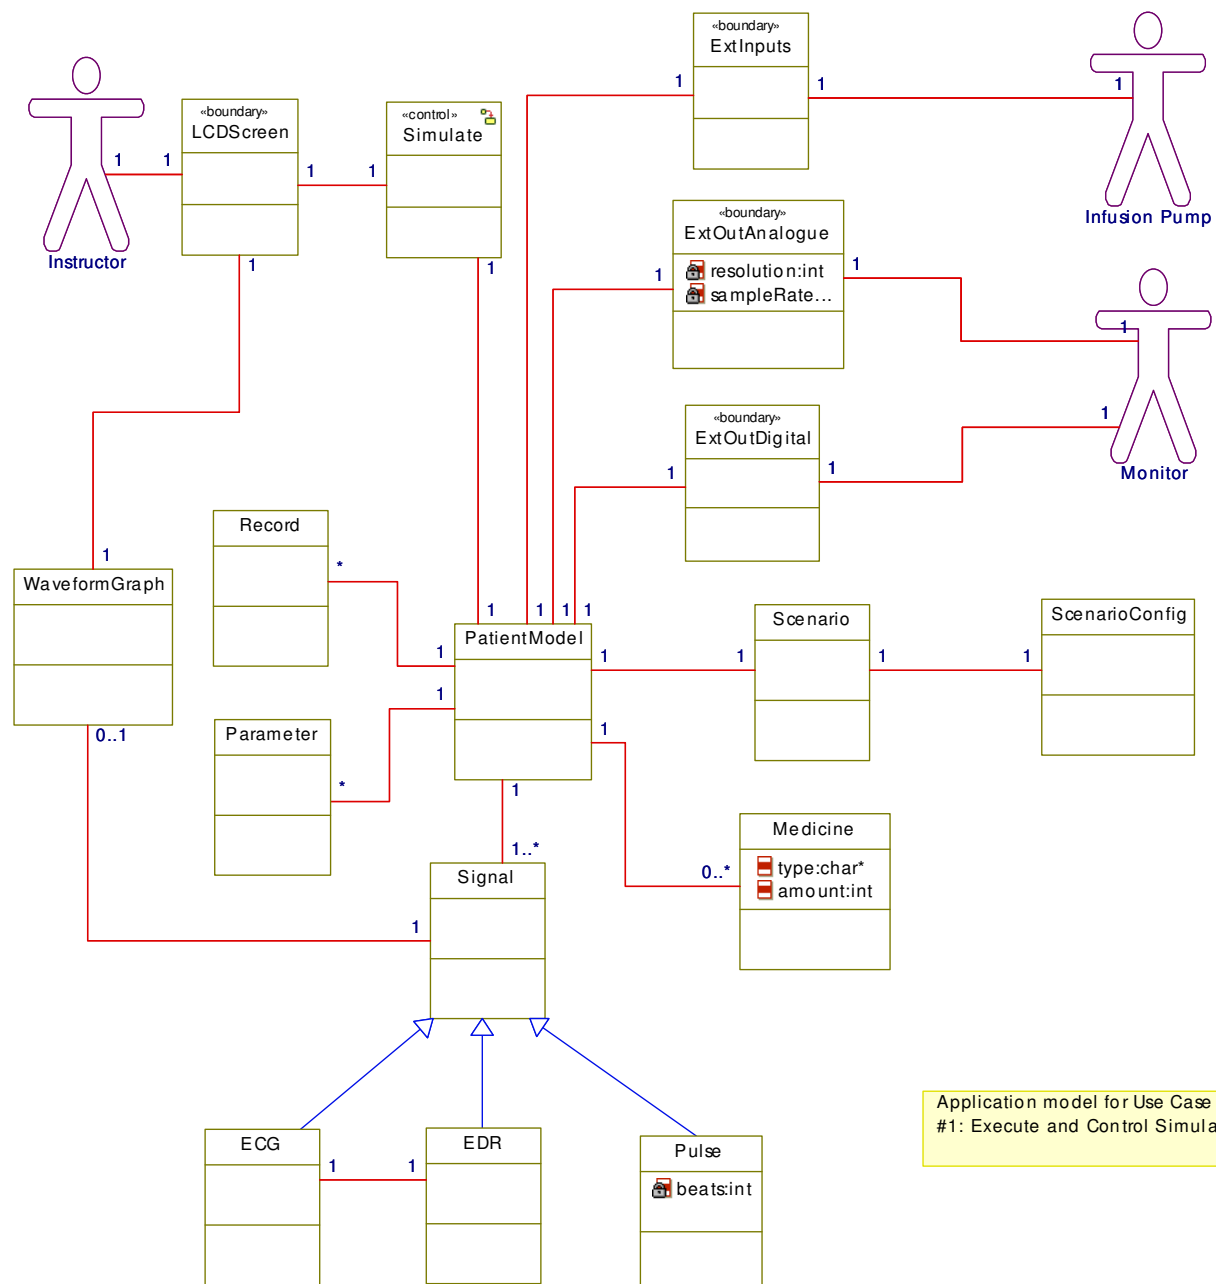 «boundary»
ExtInputs
1
1
1
Infusion Pump
«boundary»
LCDScreen
«control»
Simulate
1
1
1
1
Instructor
1
1
«boundary»
ExtOutAnalogue
resolution:int
sampleRate...
1
1
1
«boundary»
ExtOutDigital
1
1
1
Monitor
Record
*
1
WaveformGraph
0..1
1
1
1
1
PatientModel
1
1
1
1
Scenario
1
1
ScenarioConfig
1
Parameter
*
1
1..*
Signal
1
0..*
Medicine
type:char*
amount:int
ECG
1
1
EDR
Pulse
beats:int
Application model for Use Case
#1: Execute and Control Simula